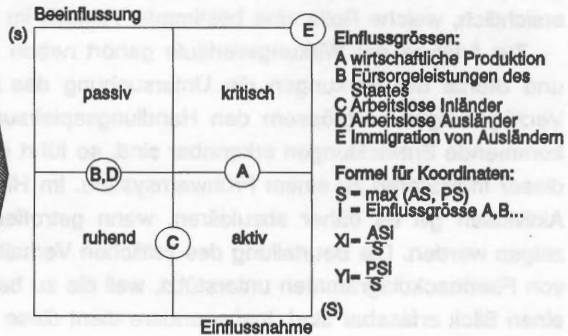 Beeinflussung
(s)
E
passiv
kritisch
B,D
A
ruhend
C
aktiv
(S)
Einflussnahme
Einflussgrössen:
A wirtschaftliche Produktion
B Fürsorgeleistungen des
Staates
C Arbeitslose Inländer
D Arbeitslose Ausländer
E Immigration von Ausländern
Formel für Koordinaten:
S = max (AS, PS)
i = Einflussgrösse A,B...
XI= ASI
S
YI= PSI
S